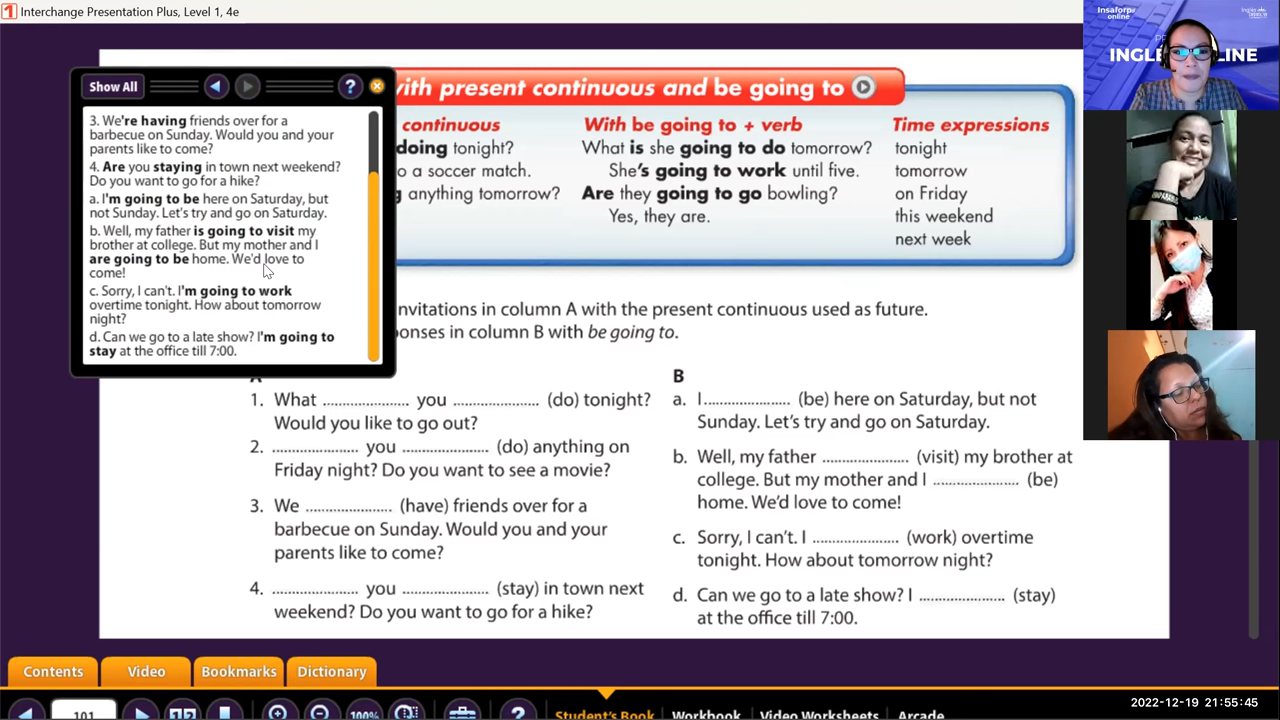 Interchange Presentation Plus, Level 1, 4e
Insaforp
online
INGL
LINE
Show All
?
3. We're having friends over for a
barbecue on Sunday. Would you and your
parents like to come?
4. Are you staying in town next weekend?
Do you want to go for a hike?
a. I'm going to be here on Saturday, but
not Sunday. Let's try and go on Saturday.
b. Well, my father is going to visit my
brother at college. But my mother and I
are going to be home. We'd love to
come!
c. Sorry, I can't. I'm going to work
overtime tonight. How about tomorrow
night?
d. Can we go to a late show? I'm going to
stay at the office till 7:00.
with present continuous and be going to
continuous
doing tonight?
o a soccer match.
g anything tomorrow?
With be going to + verb
What is she going to do tomorrow?
She's going to work until five.
Are they going to go bowling?
Yes, they are.
Time expressions
tonight
tomorrow
on Friday
this weekend
next week
nvitations in column A with the present continuous used as future.
ponses in column B with be going to.
A
1. What .................... you .................... (do) tonight?
Would you like to go out?
2. .................... you .................... (do) anything on
Friday night? Do you want to see a movie?
3. We .................... (have) friends over for a
barbecue on Sunday. Would you and your
parents like to come?
4. .................... you .................... (stay) in town next
weekend? Do you want to go for a hike?
B
a. I .................... (be) here on Saturday, but not
Sunday. Let's try and go on Saturday.
b. Well, my father .................... (visit) my brother at
college. But my mother and I .................... (be)
home. We'd love to come!
c. Sorry, I can't. I .................... (work) overtime
tonight. How about tomorrow night?
d. Can we go to a late show? I .................... (stay)
at the office till 7:00.
Contents
Video
Bookmarks
Dictionary
101
100%
?
Student's Book
Workbook
Video Worksheets
Arcade
2022-12-19 21:55:45